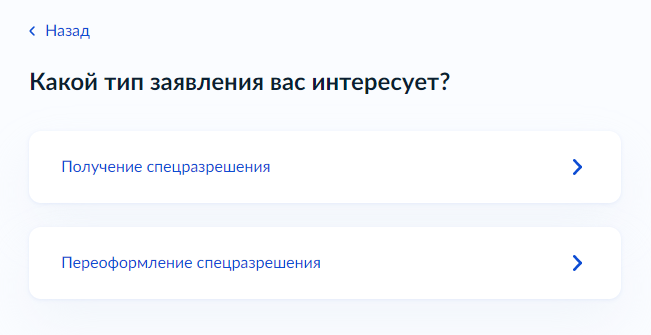 Назад
Какой тип заявления вас интересует?
Получение спецразрешения
Переоформление спецразрешения